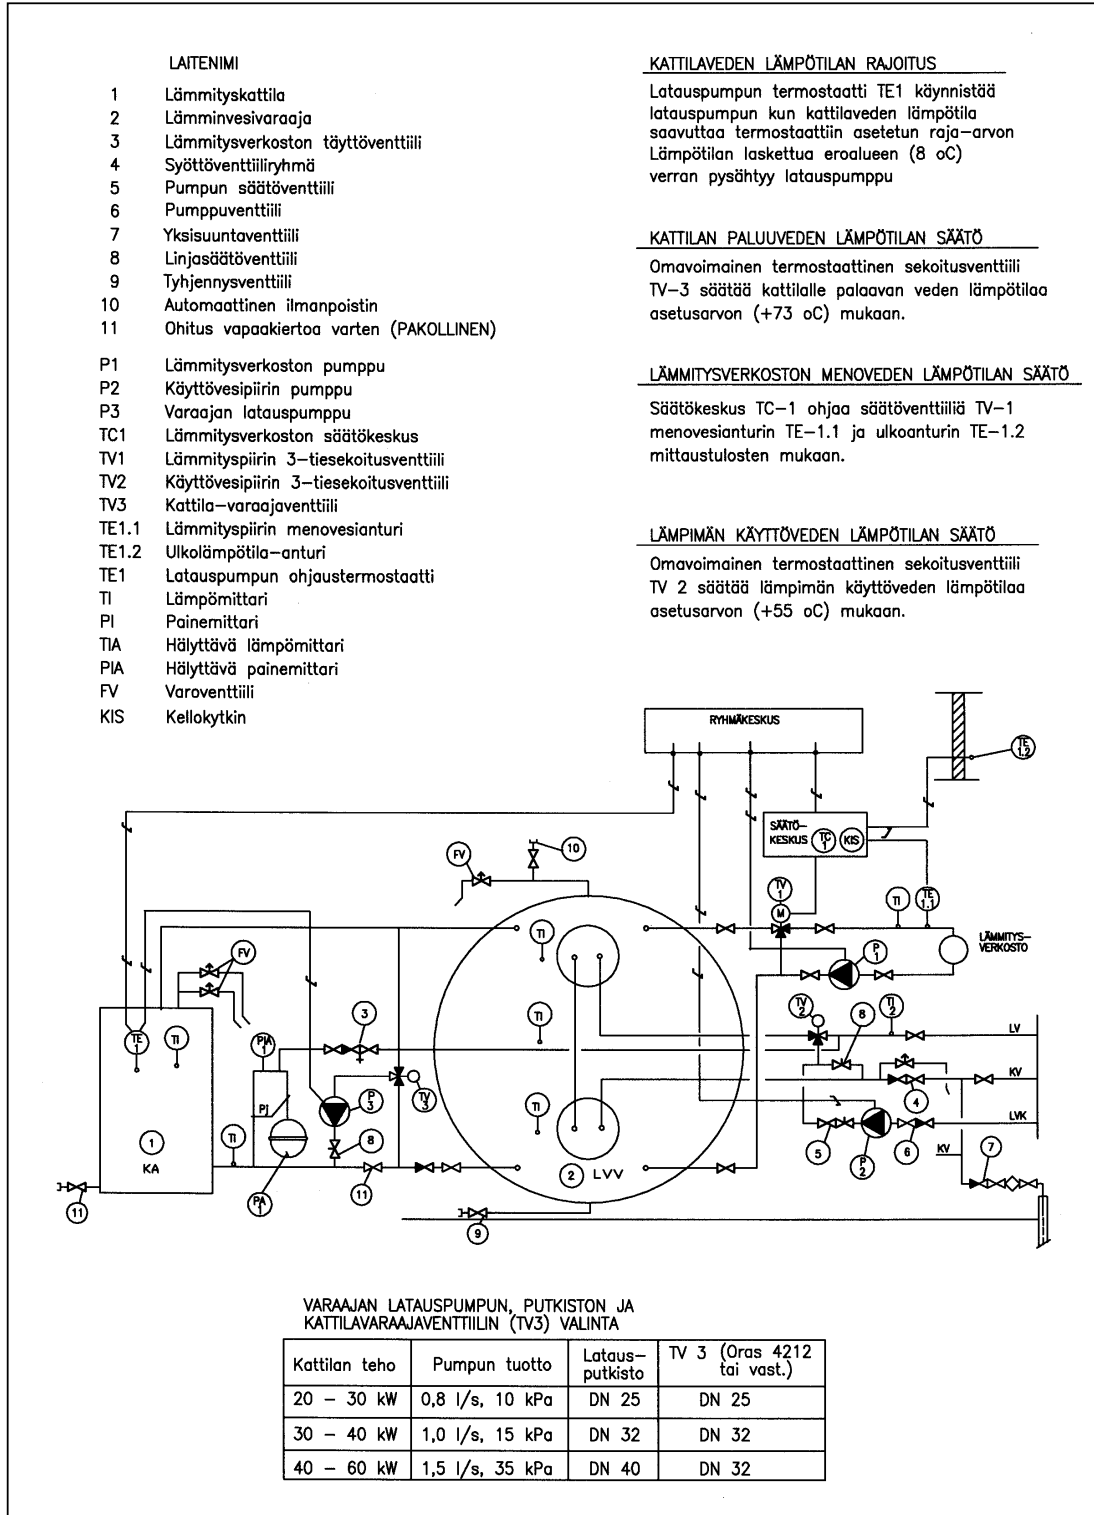 LAITENIMI
1 Lämmityskattila
2 Lämminvesivaraaja
3 Lämmitysverkoston täyttöventtiili
4 Syöttöventtiiliryhmä
5 Pumpun säätöventtiili
6 Pumppuventtiili
7 Yksisuuntaventtiili
8 Linjasäätöventtiili
9 Tyhjennysventtiili
10 Automaattinen ilmanpoistin
11 Ohitus vapaakiertoa varten (PAKOLLINEN)
P1 Lämmitysverkoston pumppu
P2 Käyttövesipiirin pumppu
P3 Varaajan latauspumppu
TC1 Lämmitysverkoston säätökeskus
TV1 Lämmityspiirin 3-tiesekoitusventtiili
TV2 Käyttövesipiirin 3-tiesekoitusventtiili
TV3 Kattila-varaajaventtiili
TE1.1 Lämmityspiirin menovesianturi
TE1.2 Ulkolämpötila-anturi
TE1 Latauspumpun ohjaustermostaatti
TI Lämpömittari
PI Painemittari
TIA Hälyttävä lämpömittari
PIA Hälyttävä painemittari
FV Varoventtiili
KIS Kellokytkin
KATTILAVEDEN LÄMPÖTILAN RAJOITUS
Latauspumpun termostaatti TE1 käynnistää
latauspumpun kun kattilaveden lämpötila
saavuttaa termostaattiin asetetun raja-arvon
Lämpötilan laskettua eroalueen (8 oC)
verran pysähtyy latauspumppu
KATTILAN PALUUVEDEN LÄMPÖTILAN SÄÄTÖ
Omavoimainen termostaattinen sekoitusventtiili
TV-3 säätää kattilalle palaavan veden lämpötilaa
asetusarvon (+73 oC) mukaan.
LÄMMITYSVERKOSTON MENOVEDEN LÄMPÖTILAN SÄÄTÖ
Säätökeskus TC-1 ohjaa säätöventtiiliä TV-1
menovesianturin TE-1.1 ja ulkoanturin TE-1.2
mittaustulosten mukaan.
LÄMPIMÄN KÄYTTÖVEDEN LÄMPÖTILAN SÄÄTÖ
Omavoimainen termostaattinen sekoitusventtiili
TV 2 säätää lämpimän käyttöveden lämpötilaa
asetusarvon (+55 oC) mukaan.
RYHMÄKESKUS
TE 1.2
SÄÄTÖ-
KESKUS
TC 1
KIS
FV
10
TV 1
M
TI
TE 1.1
LÄMMITYS-
VERKOSTO
P 1
FV
TI
TE 1
TI
PIA 1
3
TI
TV 2
8
TI 2
LV
KV
4
LVK
Pi
P 3
TV 3
TI
1
KA
TI
8
5
P 2
6
KV
7
2 LVV
11
PA 1
11
9
VARAAJAN LATAUSPUMPUN, PUTKISTON JA
KATTILAVARAAJAVENTTIILIN (TV3) VALINTA
Kattilan teho Pumpun tuotto Lataus-putkisto TV 3 (Oras 4212 tai vast.)
20 - 30 kW 0,8 l/s, 10 kPa DN 25 DN 25
30 - 40 kW 1,0 l/s, 15 kPa DN 32 DN 32
40 - 60 kW 1,5 l/s, 35 kPa DN 40 DN 32